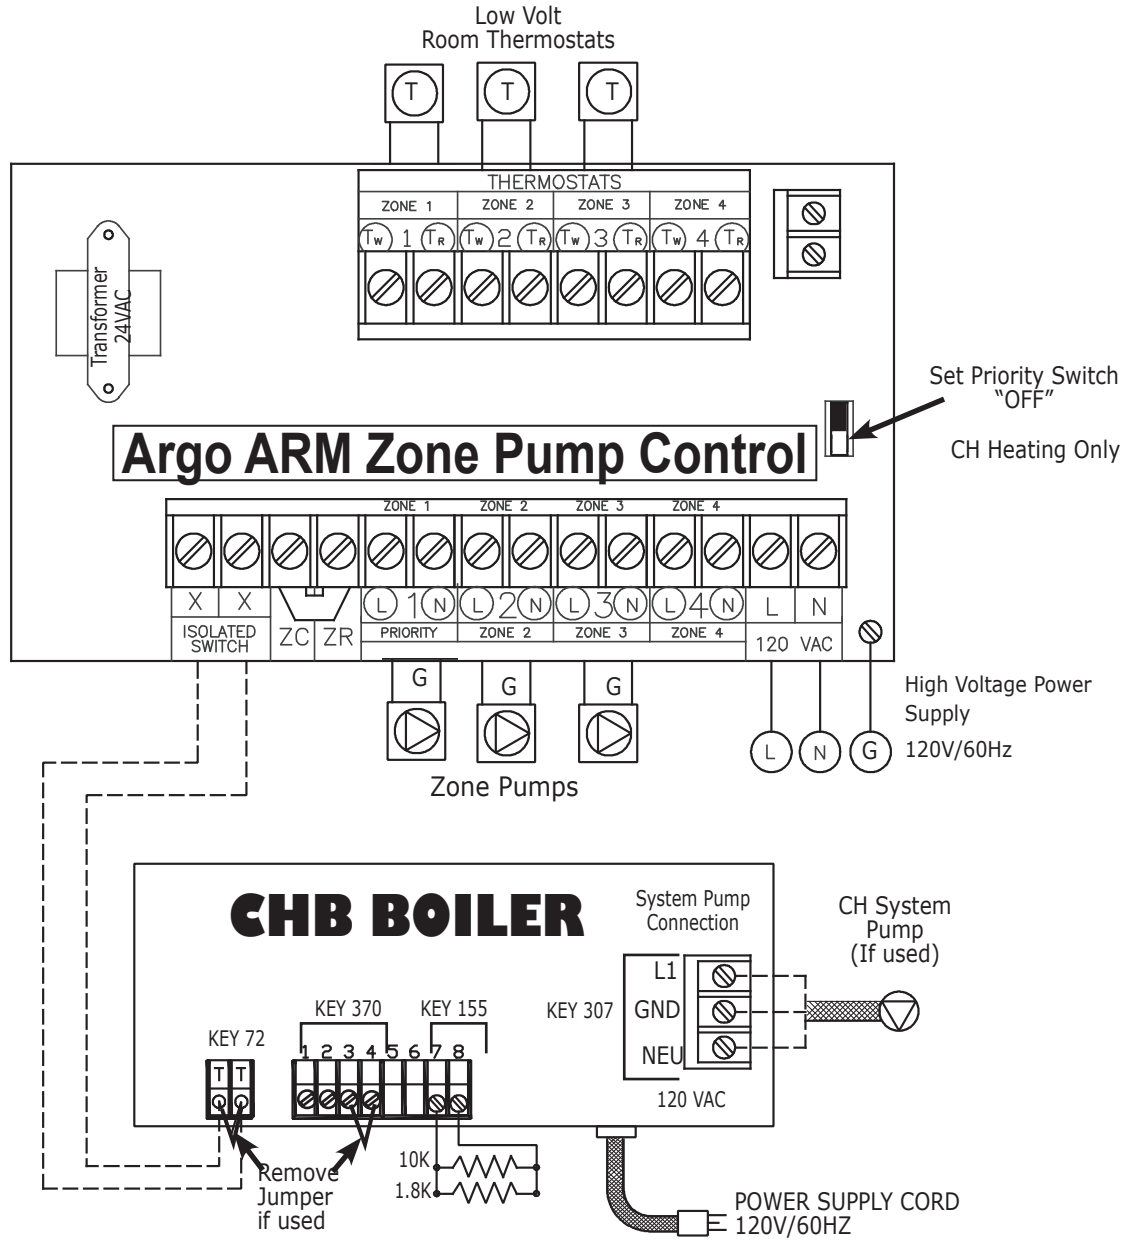 Low Volt
Room Thermostats
T T T
THERMOSTATS
ZONE 1 ZONE 2 ZONE 3 ZONE 4
TW 1 TR TW 2 TR TW 3 TR TW 4 TR
Transformer
24VAC
Set Priority Switch
“OFF”
CH Heating Only
Argo ARM Zone Pump Control
ZONE 1 ZONE 2 ZONE 3 ZONE 4
X X ZC ZR L 1 N L 2 N L 3 N L 4 N L N
ISOLATED
SWITCH
PRIORITY ZONE 2 ZONE 3 ZONE 4 120 VAC
G G G
High Voltage Power
Supply
120V/60Hz
L N G
Zone Pumps
CHB BOILER
System Pump
Connection
CH System
Pump
(If used)
L1
GND
NEU
KEY 307
120 VAC
KEY 370 KEY 155
KEY 72
1 2 3 4 5 6 7 8
T T
Remove
Jumper
if used
10K
1.8K
POWER SUPPLY CORD
120V/60HZ